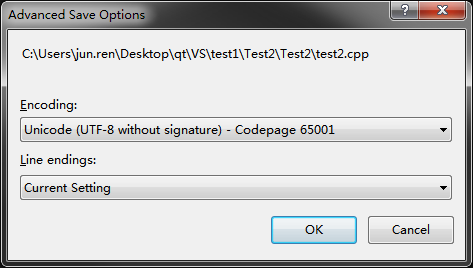 Advanced Save Options
C:\Users\jun.ren\Desktop\qt\VS\test1\Test2\Test2\test2.cpp
Encoding:
Unicode (UTF-8 without signature) - Codepage 65001
Line endings:
Current Setting
OK Cancel